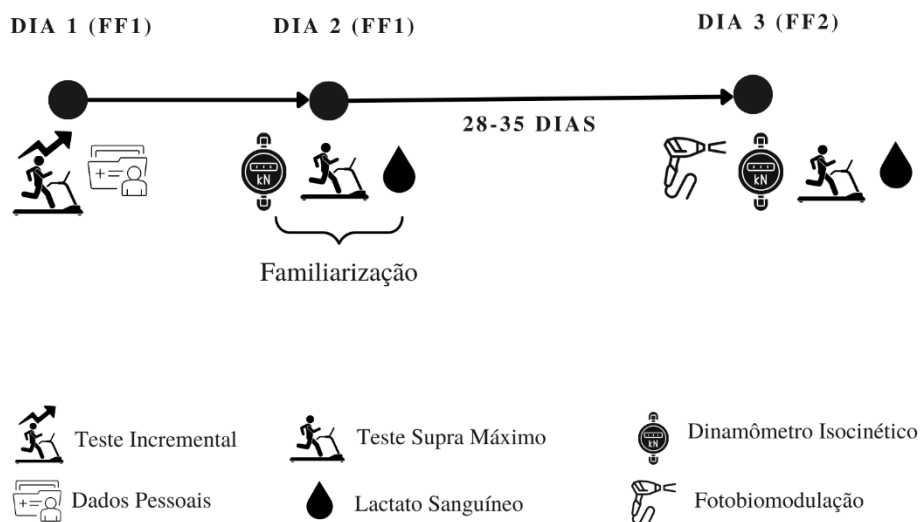 DIA 1 (FF1)
DIA 2 (FF1)
DIA 3 (FF2)
28-35 DIAS
kN
kN
Familiarização
Teste Incremental
Teste Supra Máximo
Dinamômetro Isocinético
kN
Dados Pessoais
Lactato Sanguíneo
Fotobiomodulação